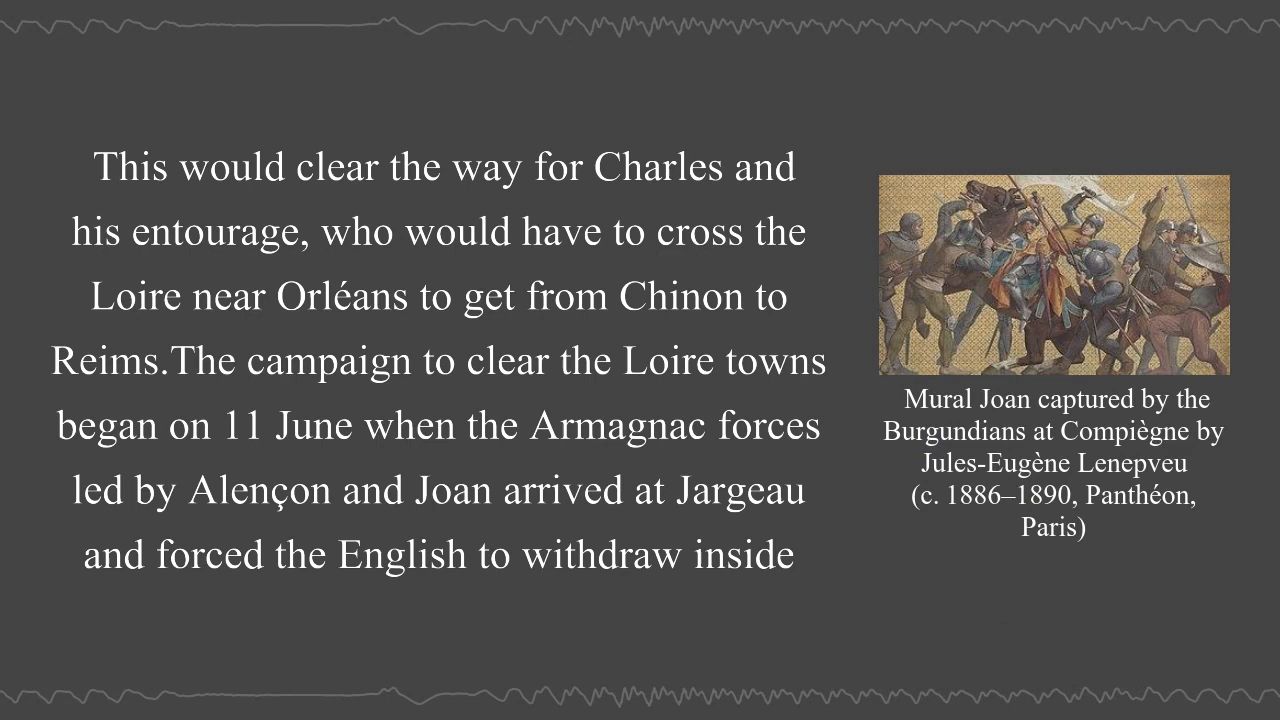 This would clear the way for Charles and
his entourage, who would have to cross the
Loire near Orléans to get from Chinon to
Reims.The campaign to clear the Loire towns
began on 11 June when the Armagnac forces
led by Alençon and Joan arrived at Jargeau
and forced the English to withdraw inside
Mural Joan captured by the
Burgundians at Compiègne by
Jules-Eugène Lenepveu
(c. 1886–1890, Panthéon,
Paris)